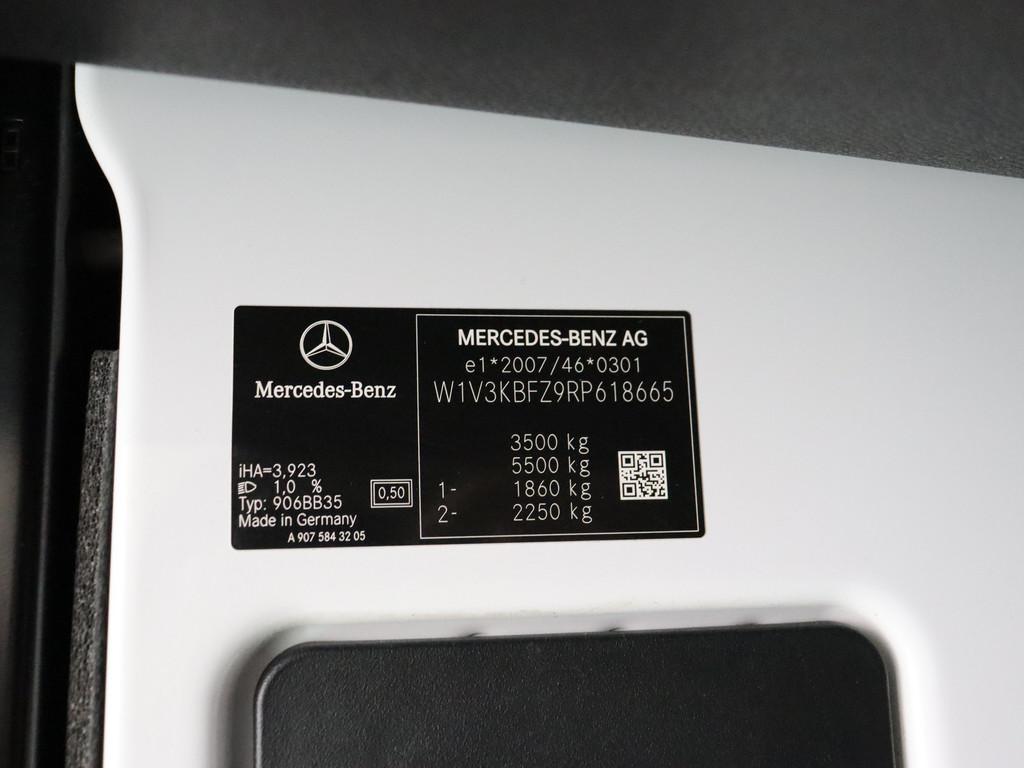 Mercedes-Benz
iHA=3,923
1,0 %
Typ: 906BB35
Made in Germany
A 907 584 32 05
0,50
MERCEDES-BENZ AG
e1*2007/46*0301
W1V3KBFZ9RP618665
3500 kg
5500 kg
1- 1860 kg
2- 2250 kg